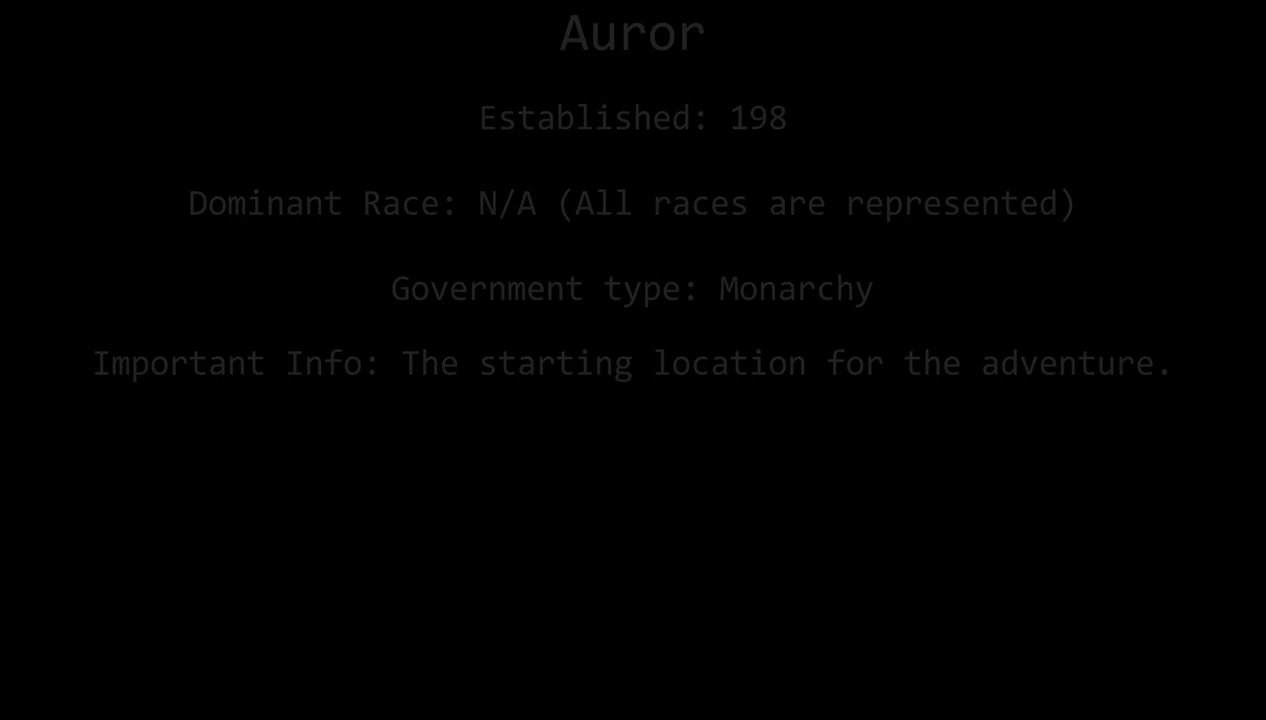 Auror
Established: 198
Dominant Race: N/A (All races are represented)
Government type: Monarchy
Important Info: The starting location for the adventure.